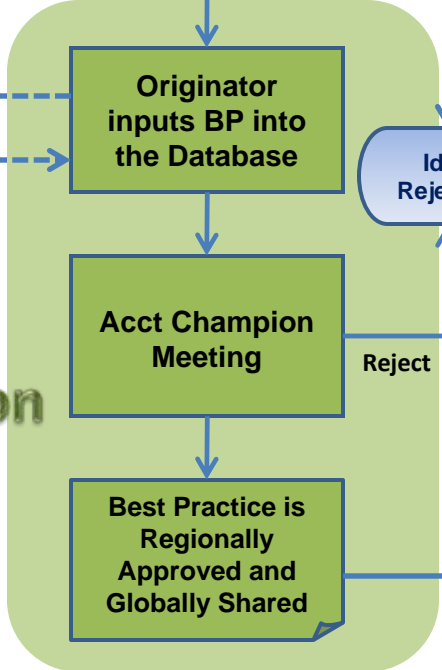 Originator
inputs BP into
the Database
Acct Champion
Meeting
Reject
Best Practice is
Regionally
Approved and
Globally Shared